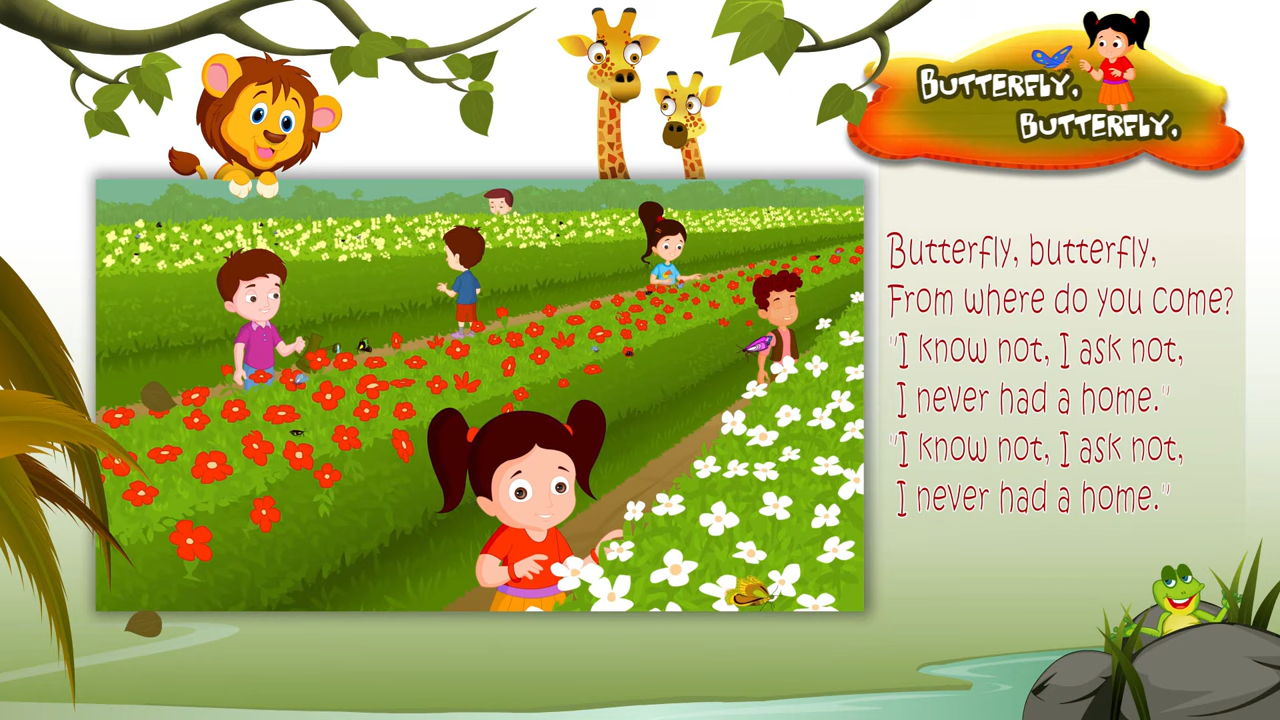 Butterfly,
Butterfly,
Butterfly, butterfly,
From where do you come?
"I know not, I ask not,
I never had a home."
"I know not, I ask not,
I never had a home."